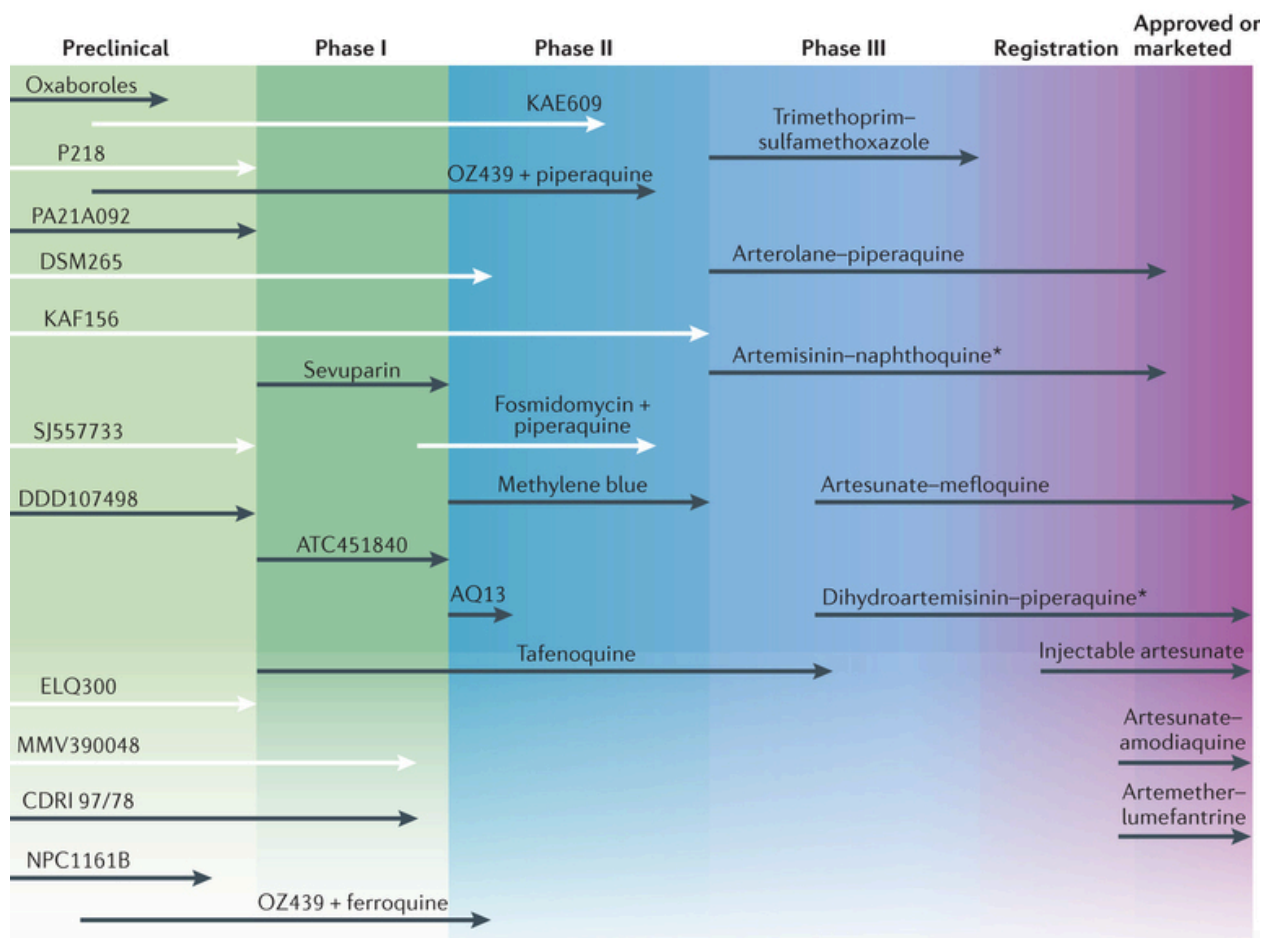 Preclinical
Phase I
Phase II
Phase III
Registration
Approved or
marketed
Oxaboroles
KAE609
Trimethoprim–
sulfamethoxazole
P218
OZ439 + piperaquine
PA21A092
DSM265
Arterolane–piperaquine
KAF156
Artemisinin–naphthoquine*
Sevuparin
Fosmidomycin +
piperaquine
SJ557733
DDD107498
Methylene blue
Artesunate–mefloquine
ATC451840
AQ13
Dihydroartemisinin–piperaquine*
Tafenoquine
Injectable artesunate
ELQ300
MMV390048
Artesunate–
amodiaquine
CDRI 97/78
Artemether–
lumefantrine
NPC1161B
OZ439 + ferroquine